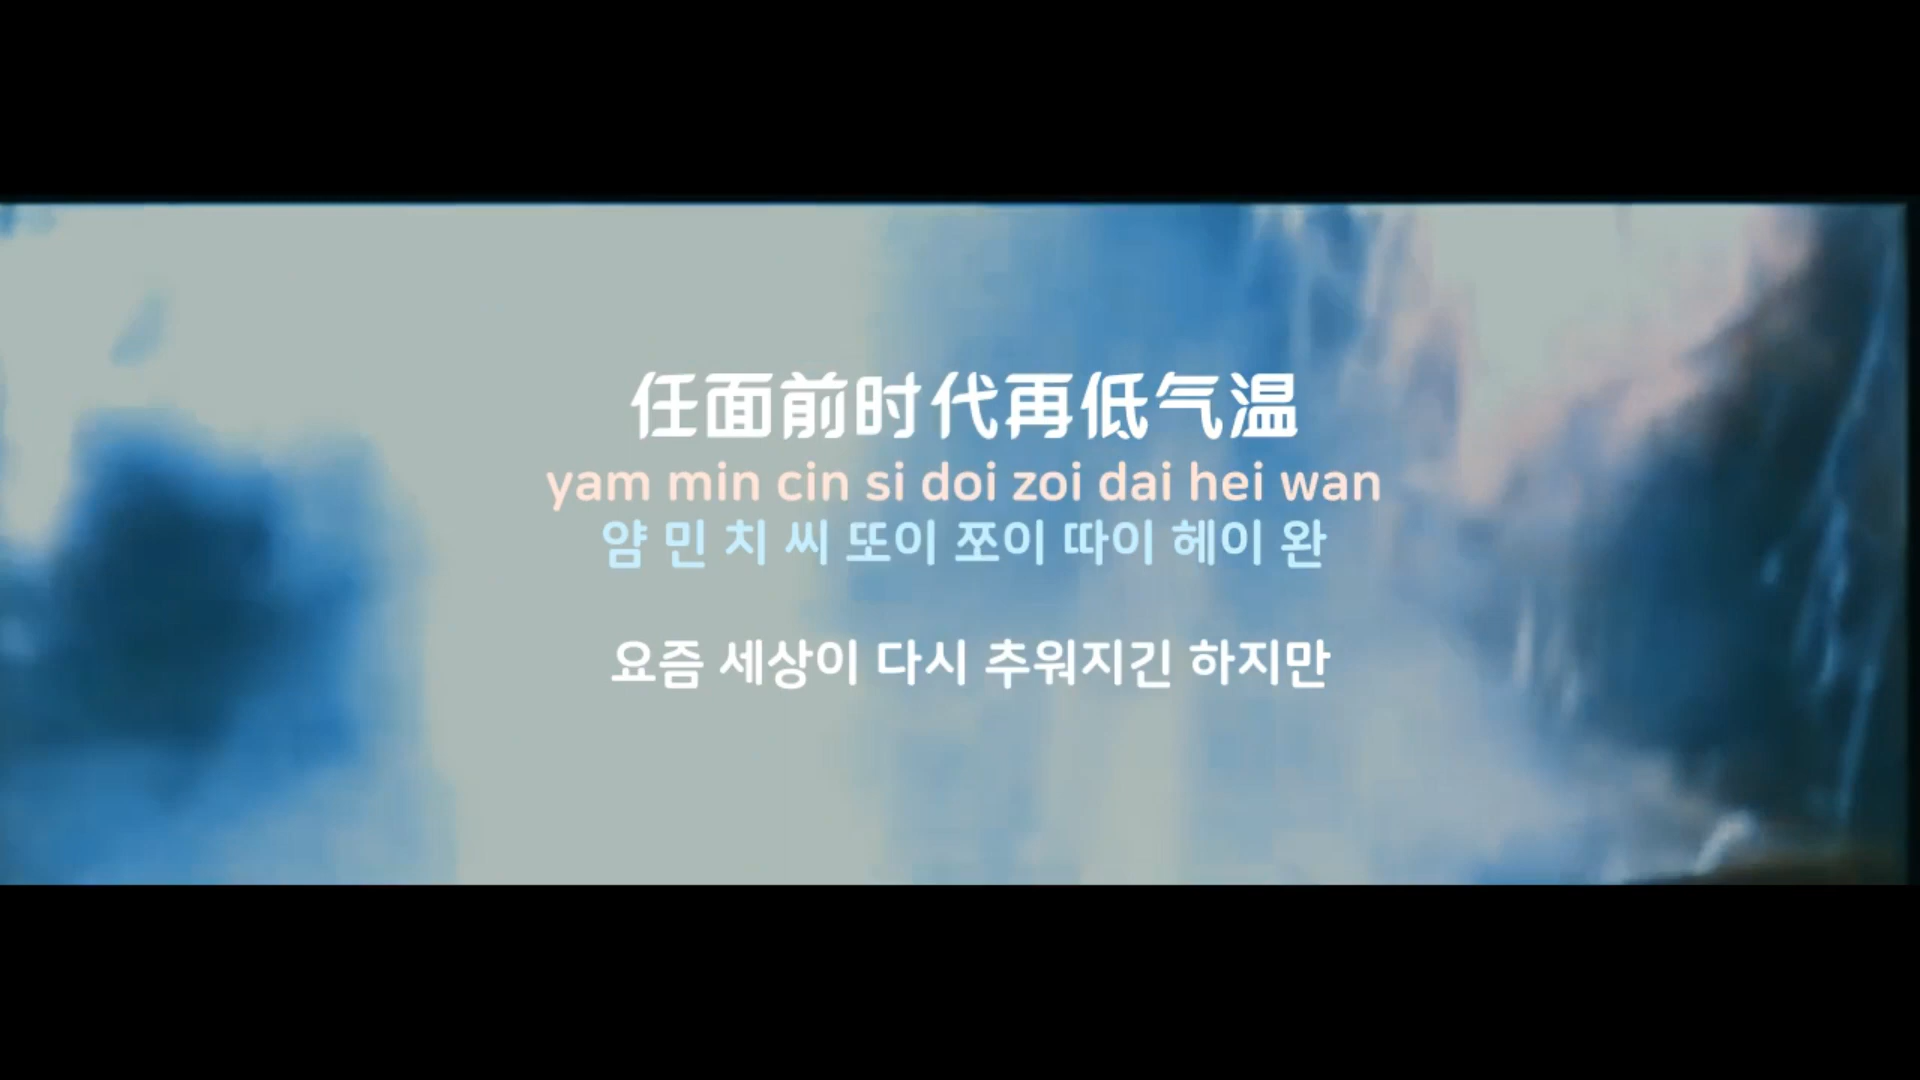 任面前时代再低气温
yam min cin si doi zoi dai hei wan
얌 민 치 씨 또이 쪼이 따이 헤이 완
요즘 세상이 다시 추워지긴 하지만